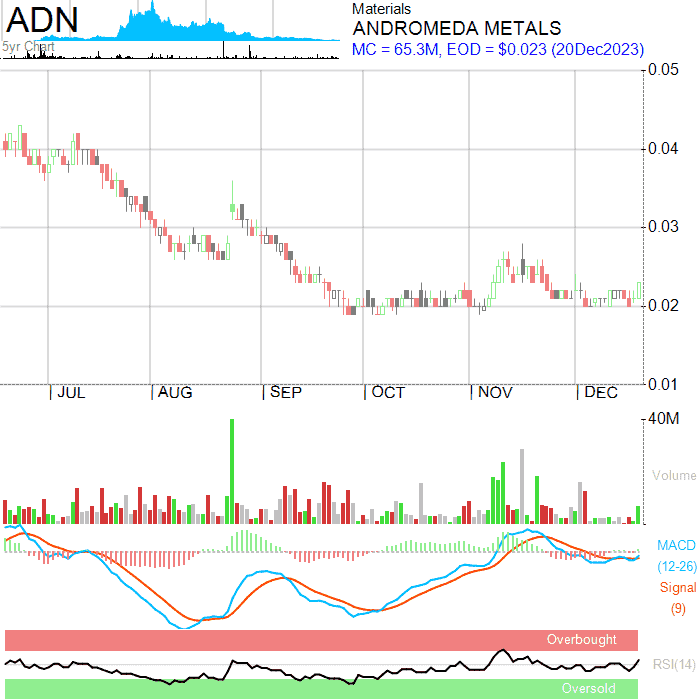 ADN
5yr Chart
Materials
ANDROMEDA METALS
MC = 65.3M, EOD = $0.023 (20Dec2023)
0.05
0.04
0.03
0.02
0.01
JUL AUG SEP OCT NOV DEC
40M
Volume
MACD
(12-26)
Signal
(9)
Overbought
RSI(14)
Oversold